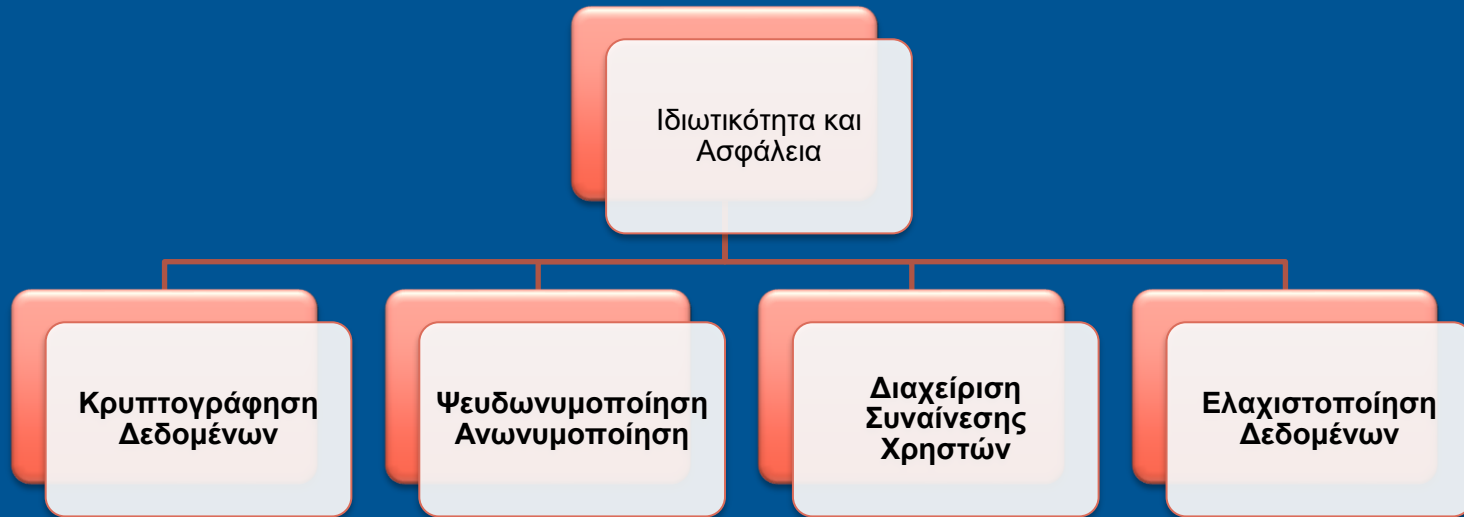 Ιδιωτικότητα και
Ασφάλεια
Κρυπτογράφηση
Δεδομένων
Ψευδωνυμοποίηση
Ανωνυμοποίηση
Διαχείριση
Συναίνεσης
Χρηστών
Ελαχιστοποίηση
Δεδομένων